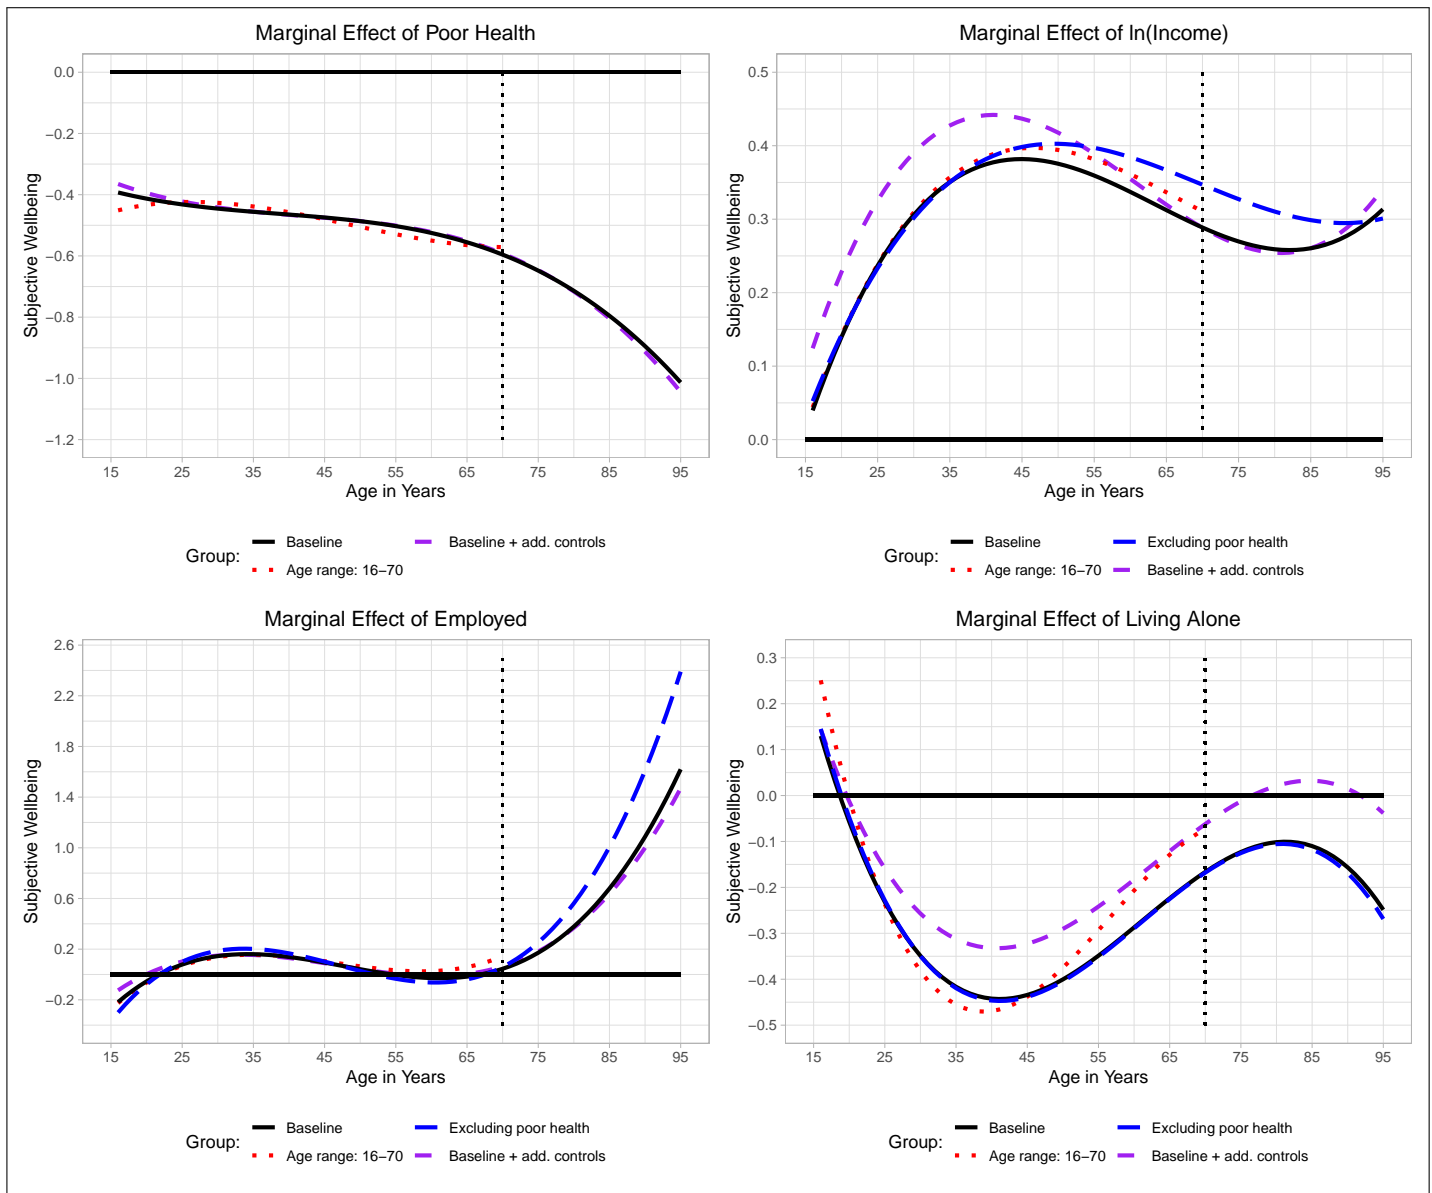 Marginal Effect of Poor Health
0.0
−0.2
−0.4
−0.6
−0.8
−1.0
−1.2
Subjective Wellbeing
15 25 35 45 55 65 75 85 95
Age in Years
Group:
Baseline
Baseline + add. controls
Age range: 16−70
Marginal Effect of ln(Income)
0.5
0.4
0.3
0.2
0.1
0.0
Subjective Wellbeing
15 25 35 45 55 65 75 85 95
Age in Years
Group:
Baseline
Excluding poor health
Age range: 16−70
Baseline + add. controls
Marginal Effect of Employed
2.6
2.2
1.8
1.4
1.0
0.6
0.2
−0.2
Subjective Wellbeing
15 25 35 45 55 65 75 85 95
Age in Years
Group:
Baseline
Excluding poor health
Age range: 16−70
Baseline + add. controls
Marginal Effect of Living Alone
0.3
0.2
0.1
0.0
−0.1
−0.2
−0.3
−0.4
−0.5
Subjective Wellbeing
15 25 35 45 55 65 75 85 95
Age in Years
Group:
Baseline
Excluding poor health
Age range: 16−70
Baseline + add. controls